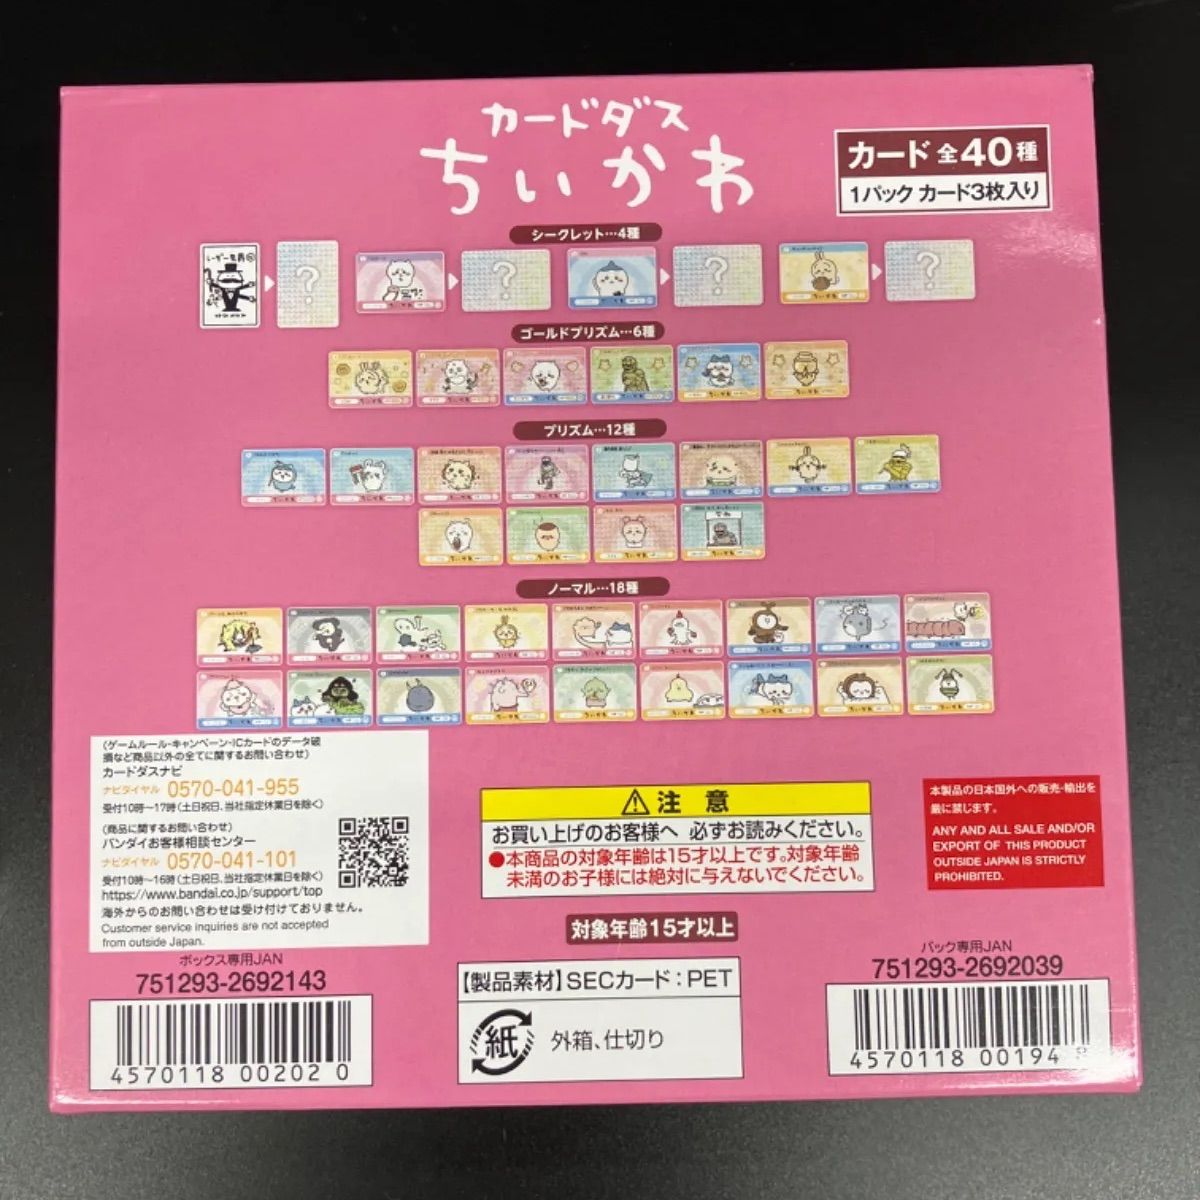 カードダス
ちいかわ
カード 全40種
1パック カード3枚入り
シークレット…4種
?
?
?
?
ゴールドプリズム…6種
プリズム…12種
ノーマル…18種
(ゲームルール・キャンペーン・ICカードのデータ破
損など商品以外の全てに関するお問い合わせ)
カードダスナビ
ナビダイヤル 0570-041-955
受付10時〜17時(土日祝日、当社指定休業日を除く)
(商品に関するお問い合わせ)
バンダイお客様相談センター
ナビダイヤル 0570-041-101
受付10時〜16時(土日祝日、当社指定休業日を除く)
https://www.bandai.co.jp/support/top
海外からのお問い合わせは受け付けておりません。
Customer service inquiries are not accepted
from outside Japan.
注意
お買い上げのお客様へ 必ずお読みください。
●本商品の対象年齢は15才以上です。対象年齢
未満のお子様には絶対に与えないでください。
本製品の日本国外への販売・輸出を
厳に禁じます。
ANY AND ALL SALE AND/OR
EXPORT OF THIS PRODUCT
OUTSIDE JAPAN IS STRICTLY
PROHIBITED.
対象年齢15才以上
【製品素材】SECカード:PET
紙
外箱、仕切り
ボックス専用JAN
751293-2692143
4570118 00202 0
パック専用JAN
751293-2692039
4570118 00194 8